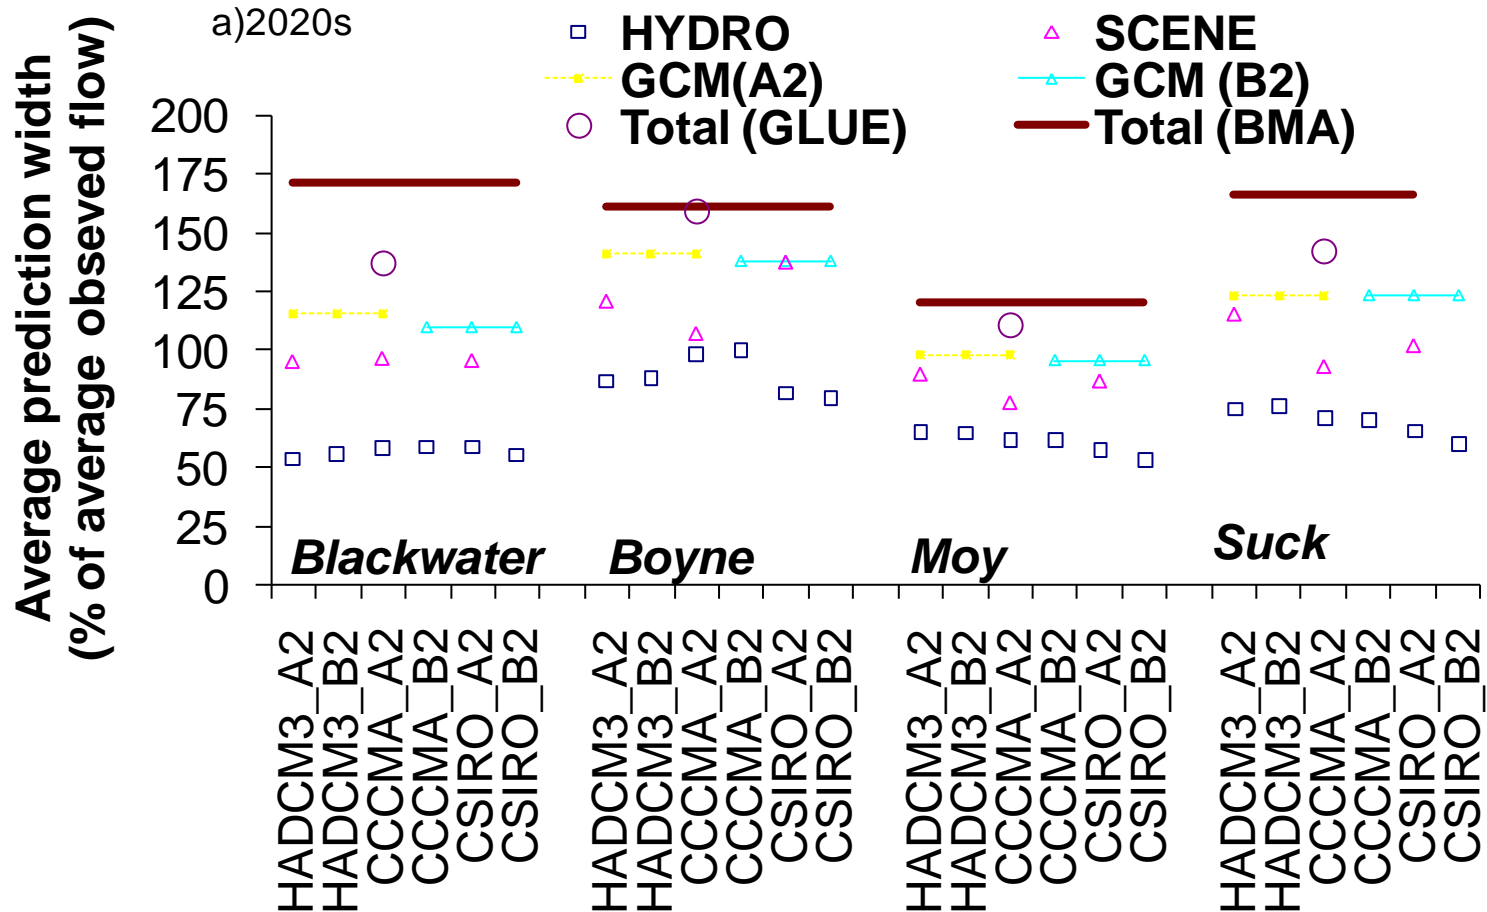 a)2020s
HYDRO
SCENE
GCM(A2)
GCM (B2)
Total (GLUE)
Total (BMA)
Average prediction width
(% of average obseved flow)
200
175
150
125
100
75
50
25
0
Blackwater
Boyne
Moy
Suck
HADCM3_A2
HADCM3_B2
CCCMA_A2
CCCMA_B2
CSIRO_A2
CSIRO_B2
HADCM3_A2
HADCM3_B2
CCCMA_A2
CCCMA_B2
CSIRO_A2
CSIRO_B2
HADCM3_A2
HADCM3_B2
CCCMA_A2
CCCMA_B2
CSIRO_A2
CSIRO_B2
HADCM3_A2
HADCM3_B2
CCCMA_A2
CCCMA_B2
CSIRO_A2
CSIRO_B2